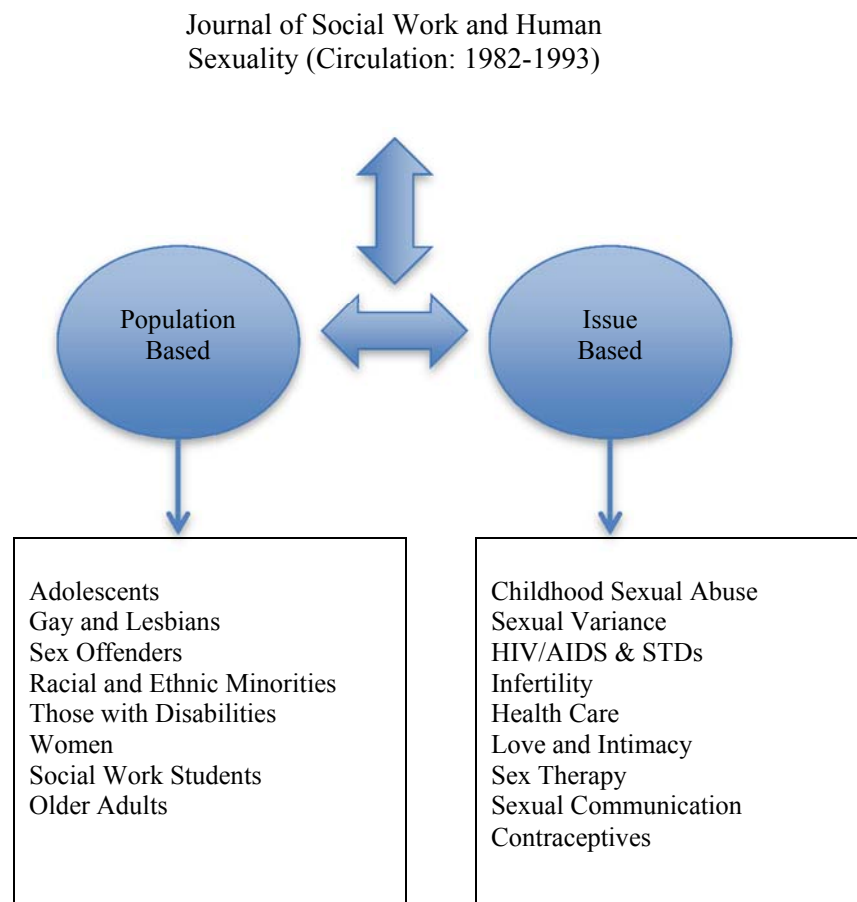 Journal of Social Work and Human
Sexuality (Circulation: 1982-1993)
Population
Based
Issue
Based
Adolescents
Gay and Lesbians
Sex Offenders
Racial and Ethnic Minorities
Those with Disabilities
Women
Social Work Students
Older Adults
Childhood Sexual Abuse
Sexual Variance
HIV/AIDS & STDs
Infertility
Health Care
Love and Intimacy
Sex Therapy
Sexual Communication
Contraceptives